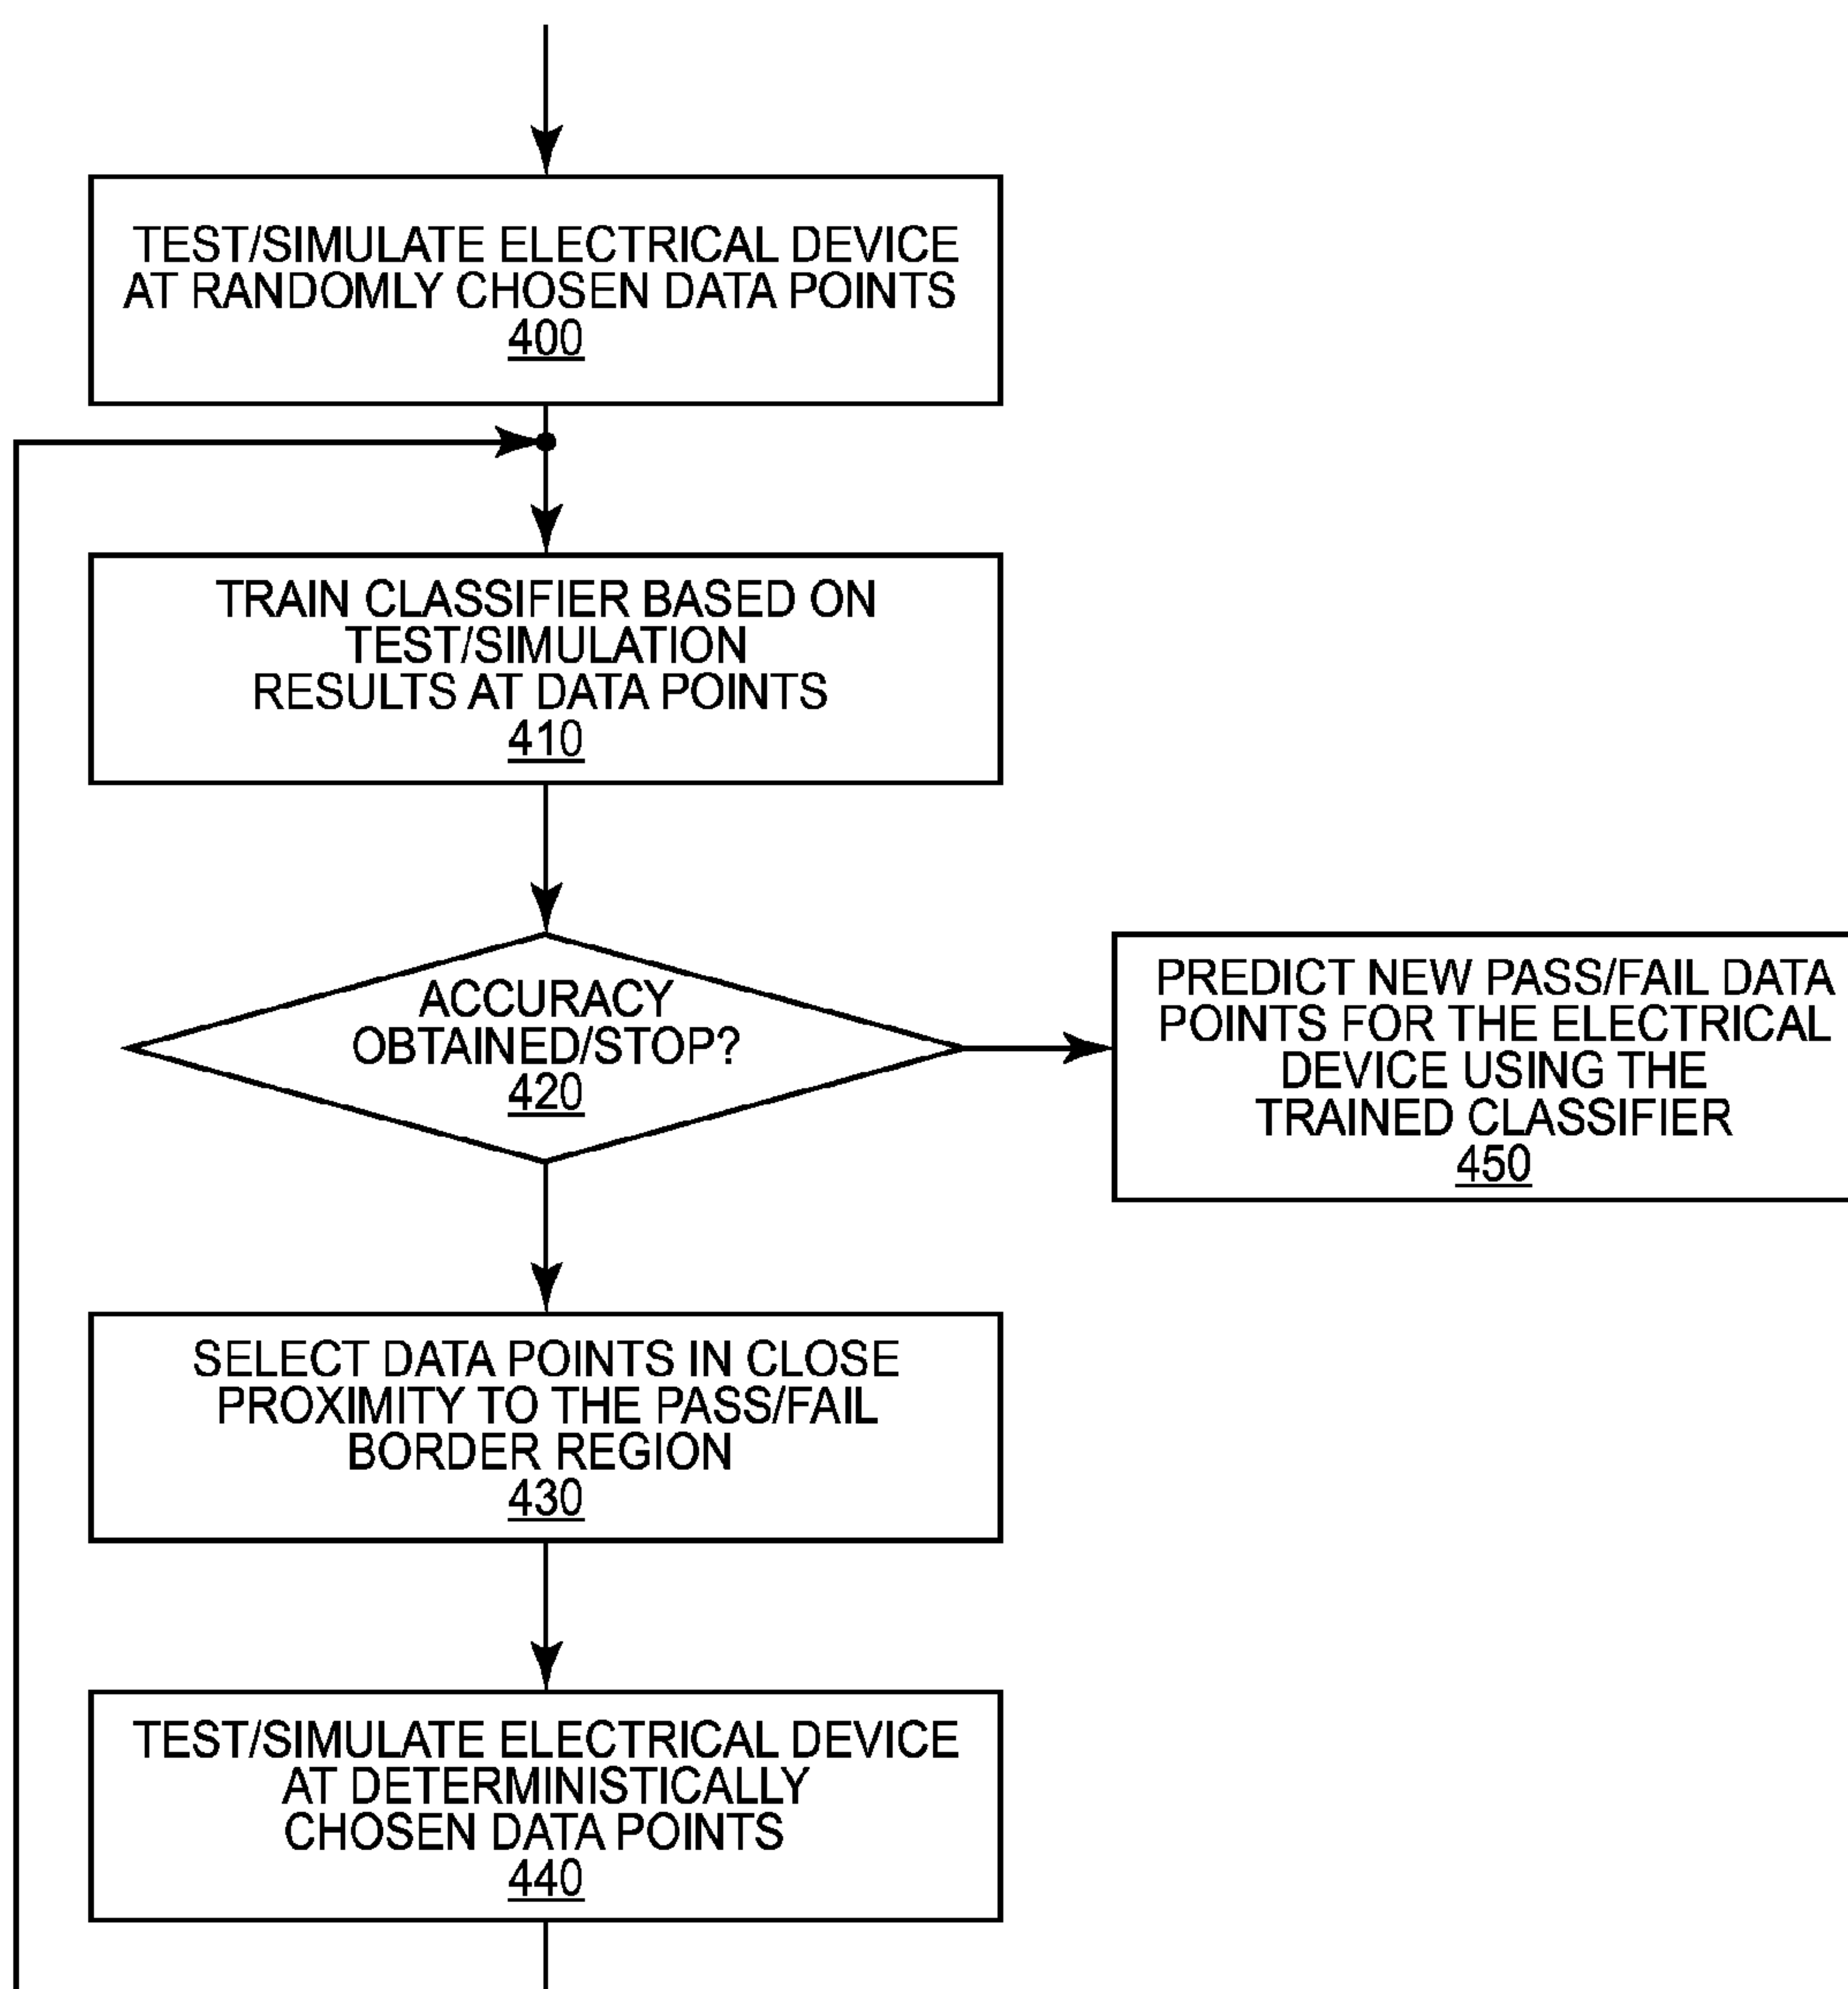 TEST/SIMULATE ELECTRICAL DEVICE
AT RANDOMLY CHOSEN DATA POINTS
400
TRAIN CLASSIFIER BASED ON
TEST/SIMULATION
RESULTS AT DATA POINTS
410
ACCURACY
OBTAINED/STOP?
420
PREDICT NEW PASS/FAIL DATA
POINTS FOR THE ELECTRICAL
DEVICE USING THE
TRAINED CLASSIFIER
450
SELECT DATA POINTS IN CLOSE
PROXIMITY TO THE PASS/FAIL
BORDER REGION
430
TEST/SIMULATE ELECTRICAL DEVICE
AT DETERMINISTICALLY
CHOSEN DATA POINTS
440